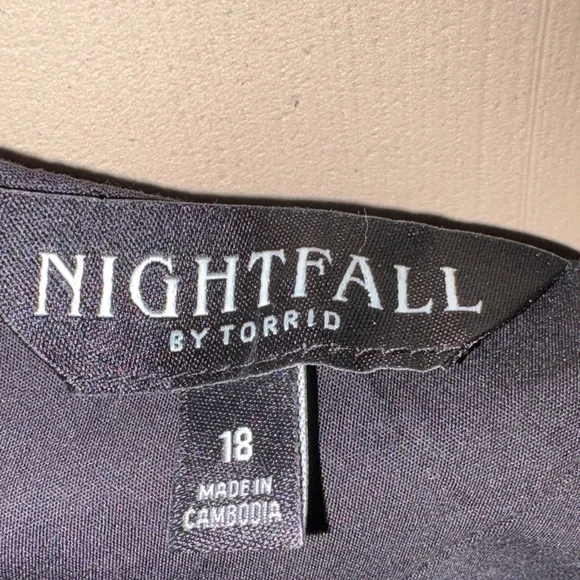 NIGHTFALL
BY TORRID
18
MADE IN
CAMBODIA